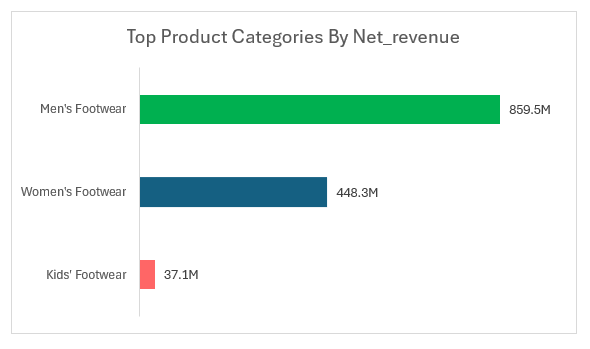 Top Product Categories By Net_revenue
Men's Footwear 859.5M
Women's Footwear 448.3M
Kids' Footwear 37.1M